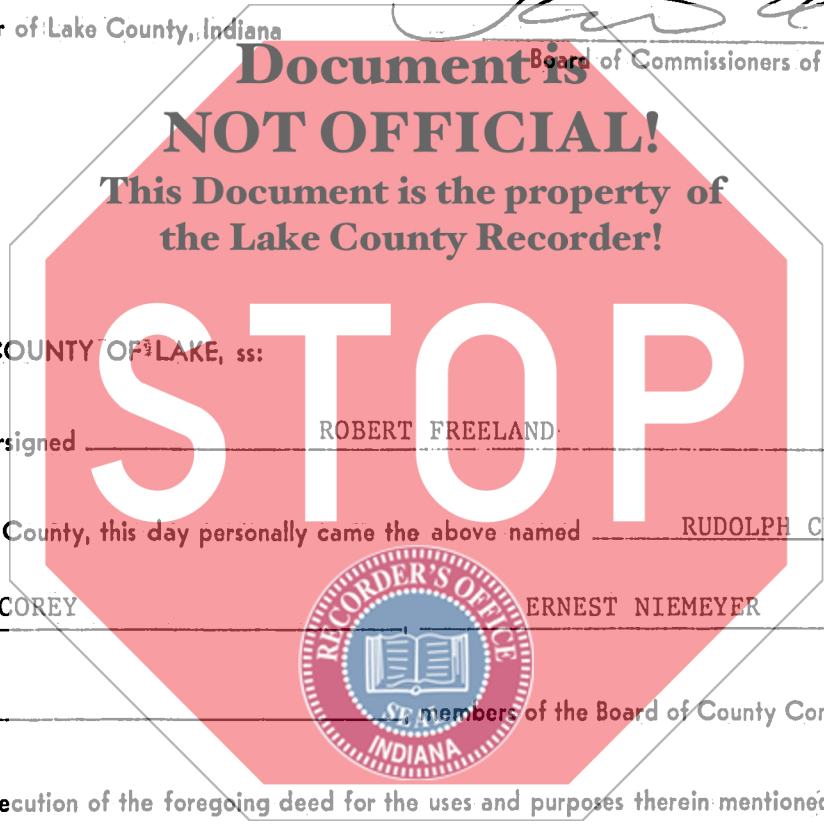 of Lake County, Indiana
Board of Commissioners of
Document is
NOT OFFICIAL!
This Document is the property of
the Lake County Recorder!
STOP
COUNTY OF LAKE, ss:
rsigned ROBERT FREELAND
County, this day personally came the above named RUDOLPH C
COREY ERNEST NIEMEYER
RECORDER'S OFFICE
SEAL
INDIANA
, members of the Board of County Co
ecution of the foregoing deed for the uses and purposes therein mentioned